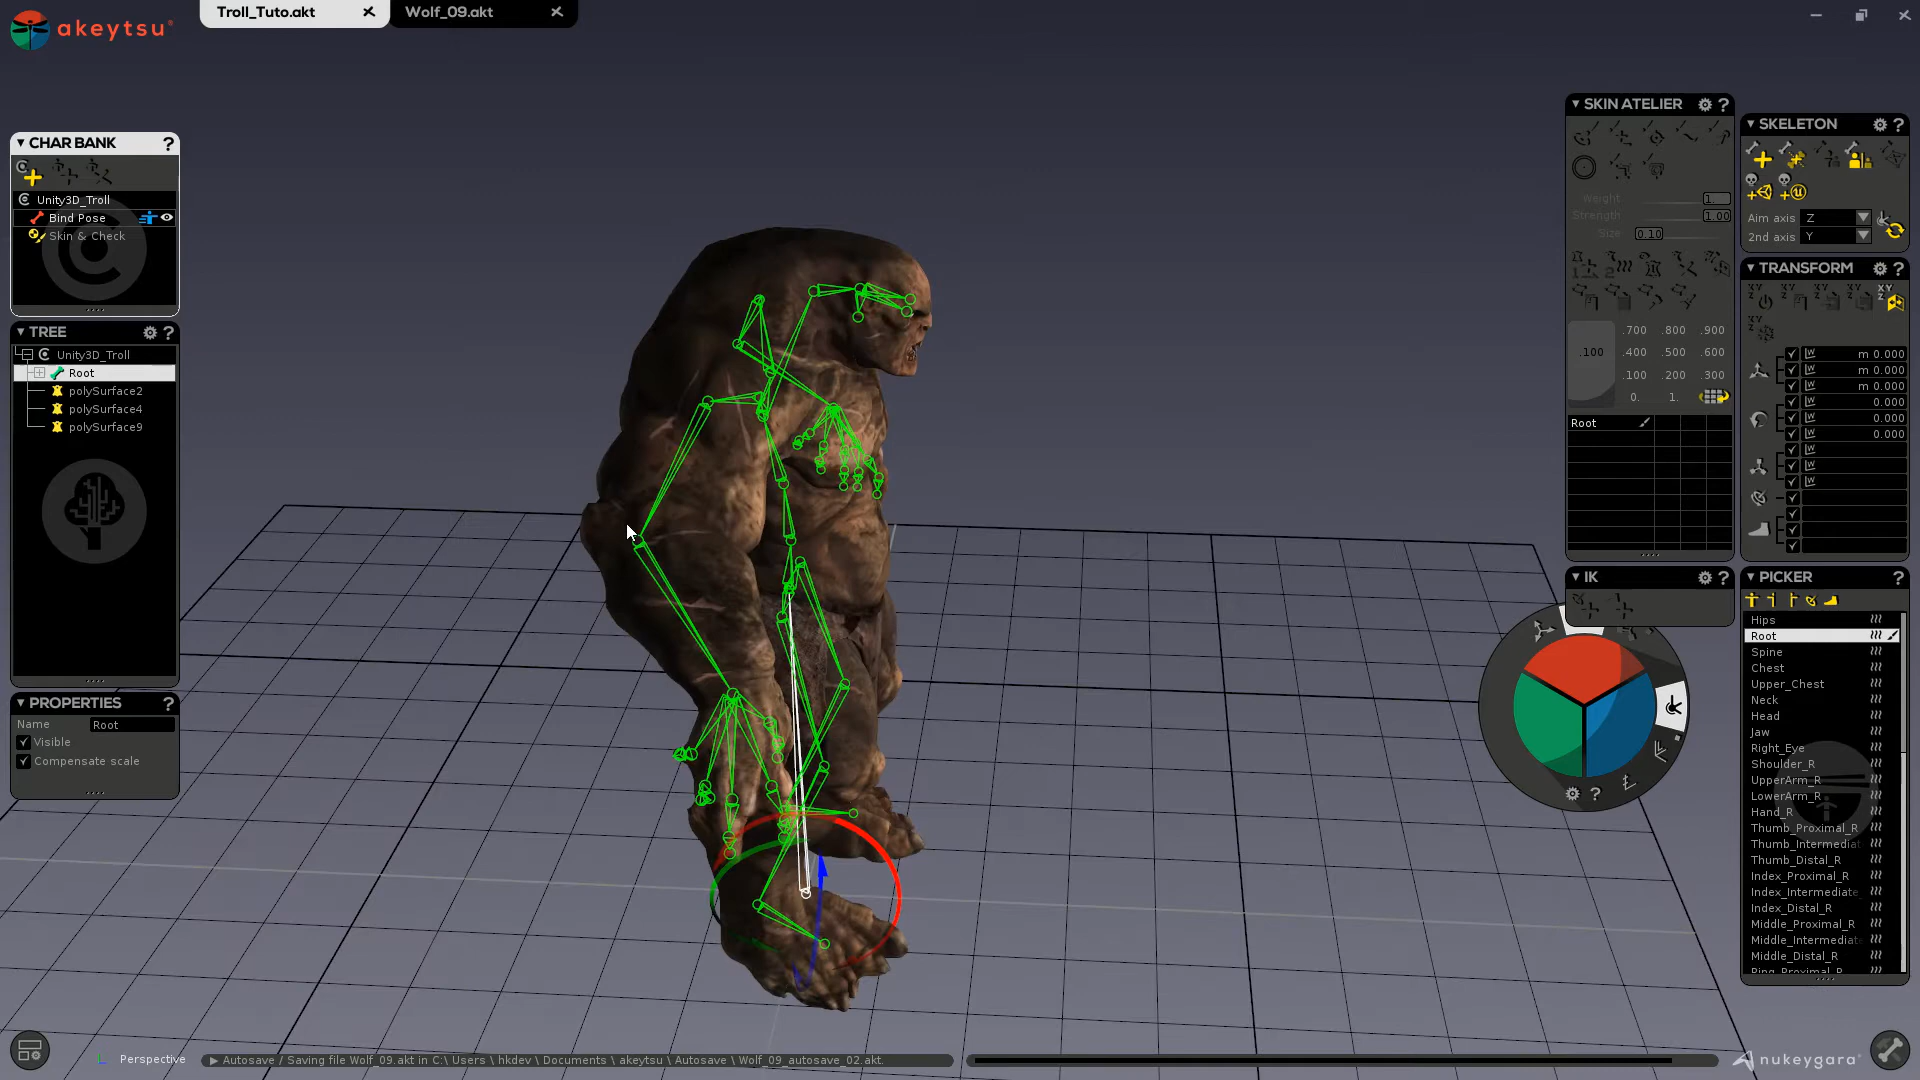 Troll_Tuto.akt
Wolf_09.akt
akeytsu
CHAR BANK ?
Unity3D_Troll
Bind Pose
Skin & Check
TREE ?
Unity3D_Troll
Root
polySurface2
polySurface4
polySurface9
PROPERTIES ?
Name Root
Visible
Compensate scale
SKIN ATELIER ?
Weight 1.
Strength 1.00
Size 0.10
.700 .800 .900
.100 .400 .500 .600
.100 .200 .300
0. 1.
Root
IK ?
SKELETON ?
Aim axis Z
2nd axis Y
TRANSFORM ?
m 0.000
m 0.000
m 0.000
0.000
0.000
0.000
PICKER ?
Hips
Root
Spine
Chest
Upper_Chest
Neck
Head
Jaw
Right_Eye
Shoulder_R
UpperArm_R
LowerArm_R
Hand_R
Thumb_Proximal_R
Thumb_Intermediat
Thumb_Distal_R
Index_Proximal_R
Index_Intermediate
Index_Distal_R
Middle_Proximal_R
Middle_Intermediat
Middle_Distal_R
Ring_Proximal_R
?
Perspective
Autosave / Saving file Wolf_09.akt in C:\ Users \ hkdev \ Documents \ akeytsu \ Autosave \ Wolf_09_autosave_02.akt.
nukeygara